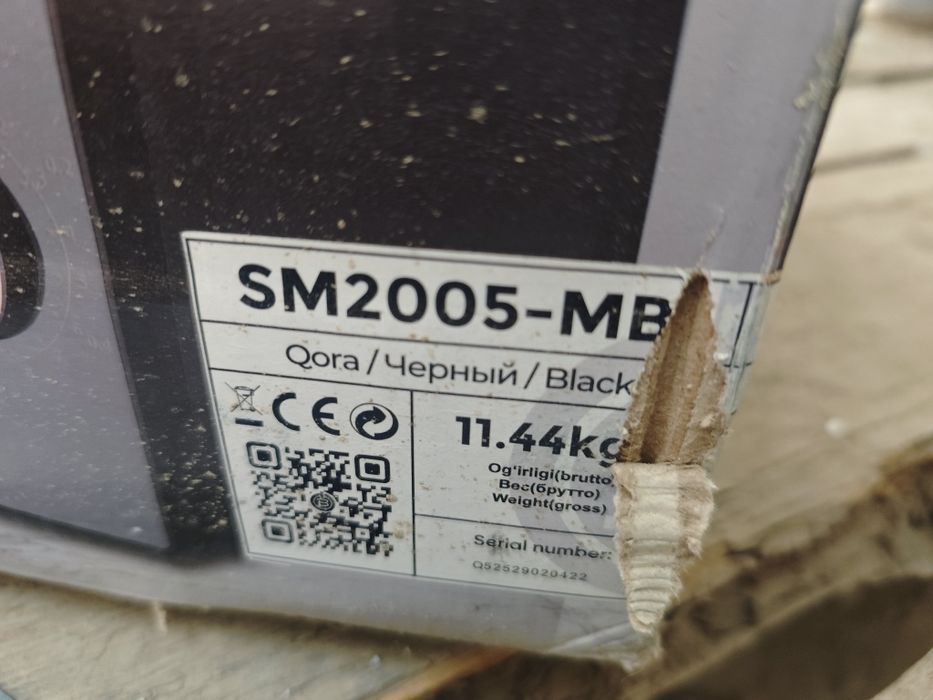 SM2005-MB
Qora / Черный / Black
11.44kg
Og'irligi(brutto)
Вес(брутто)
Weight(gross)
Serial number:
Q52529020422